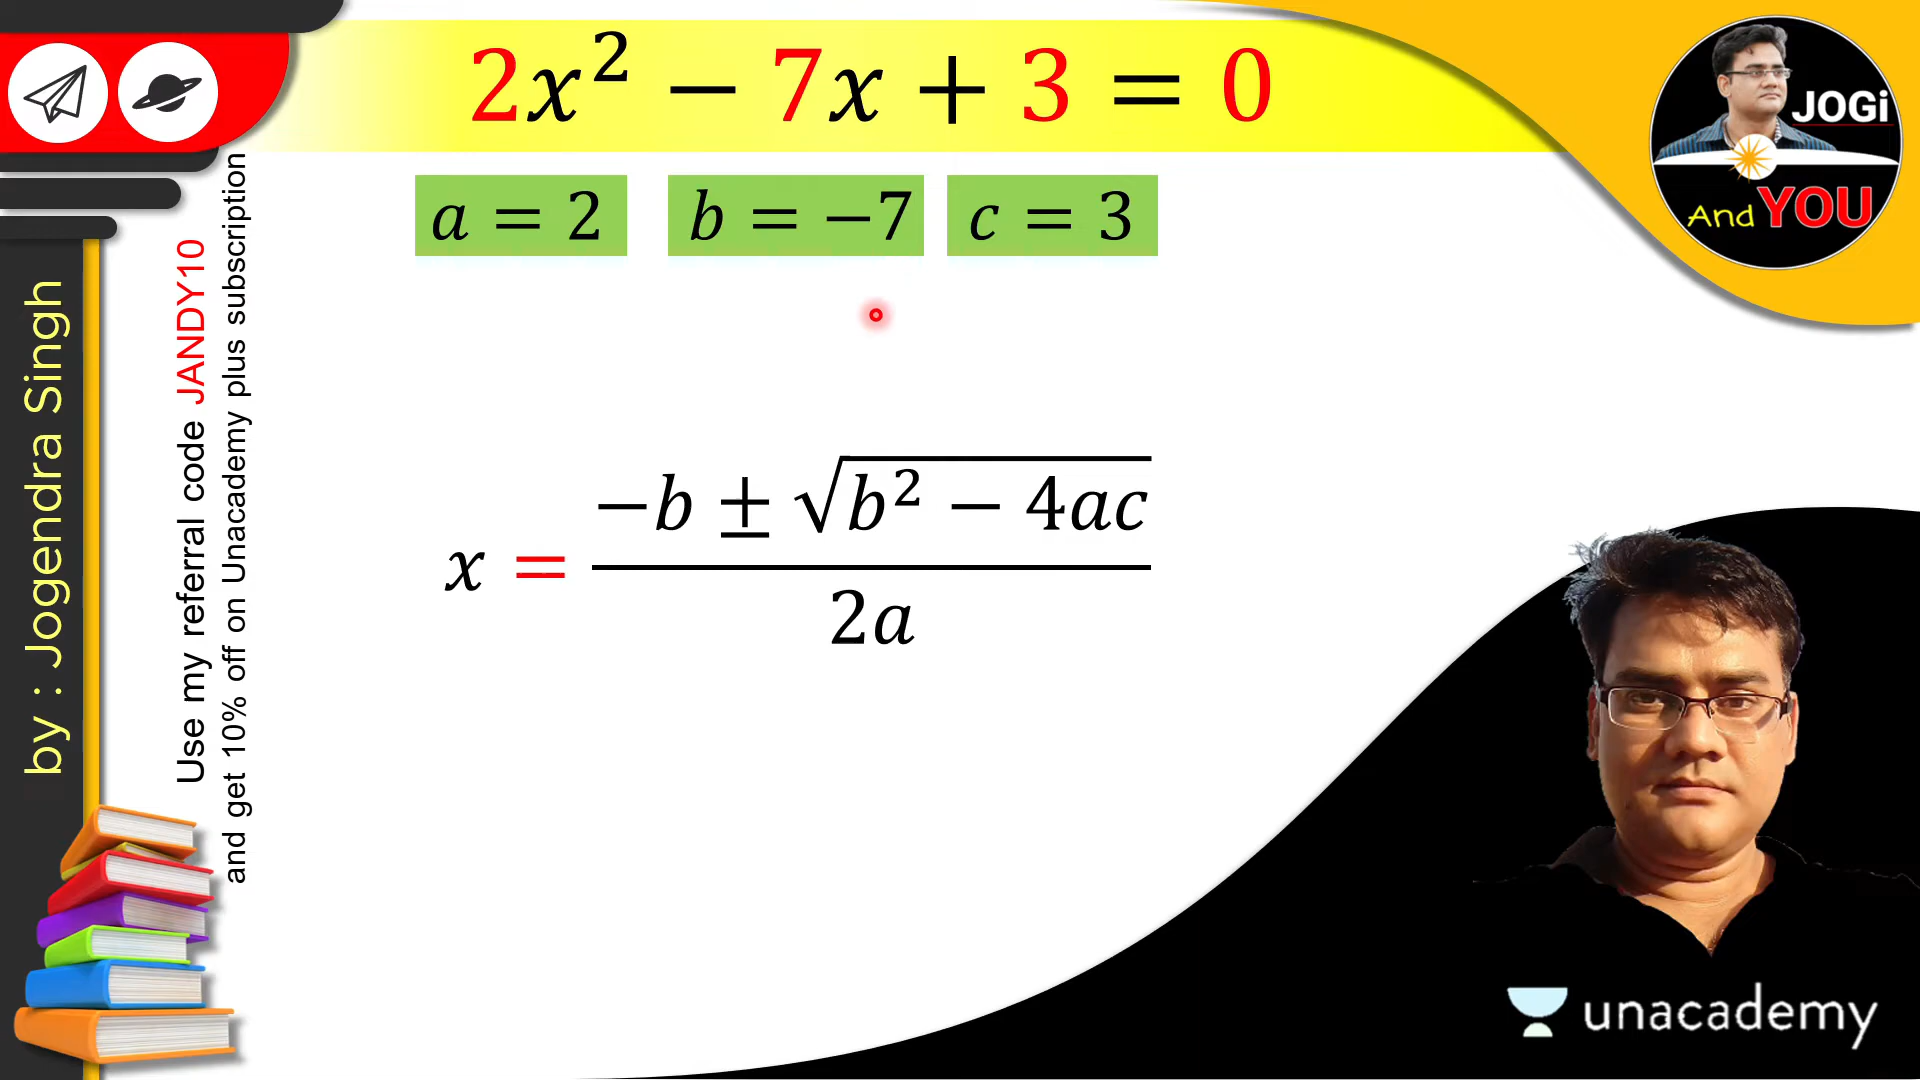 2x² − 7x + 3 = 0
a = 2
b = −7
c = 3
x = (−b ± √(b² − 4ac)) / 2a
by : Jogendra Singh
Use my referral code JANDY10
and get 10% off on Unacademy plus subscription
JOGi
And YOU
unacademy